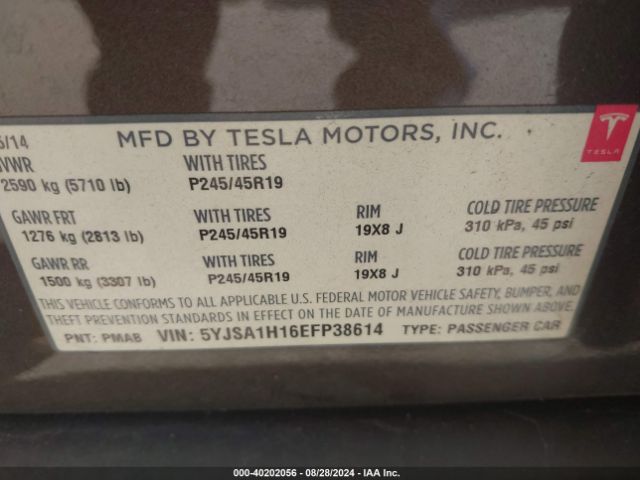 /14 MFD BY TESLA MOTORS, INC.
VWR WITH TIRES
2590 kg (5710 lb) P245/45R19
GAWR FRT WITH TIRES RIM COLD TIRE PRESSURE
1276 kg (2813 lb) P245/45R19 19X8 J 310 kPa, 45 psi
GAWR RR WITH TIRES RIM COLD TIRE PRESSURE
1500 kg (3307 lb) P245/45R19 19X8 J 310 kPa, 45 psi
THIS VEHICLE CONFORMS TO ALL APPLICABLE U.S. FEDERAL MOTOR VEHICLE SAFETY, BUMPER, AND
THEFT PREVENTION STANDARDS IN EFFECT ON THE DATE OF MANUFACTURE SHOWN ABOVE.
PNT: PMAB VIN: 5YJSA1H16EFP38614 TYPE: PASSENGER CAR
TESLA
000-40202056 - 08/28/2024 - IAA Inc.